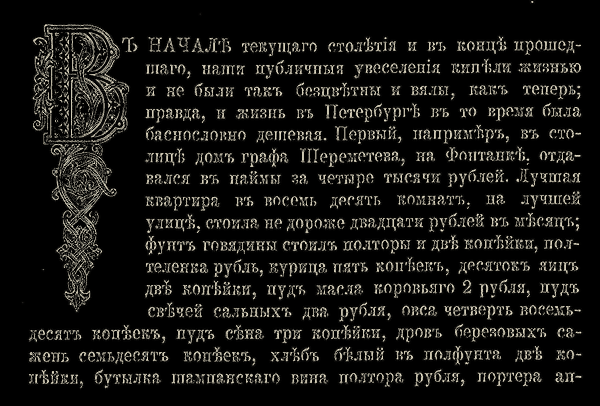 ВЪ НАЧАЛѢ текущаго столѣтія и въ концѣ прошед-
шаго, наши публичныя увеселенія кипѣли жизнью
и не были такъ безцвѣтны и вялы, какъ теперь;
правда, и жизнь въ Петербургѣ въ то время была
баснословно дешевая. Первый, напримѣръ, въ сто-
лицѣ домъ графа Шереметева, на Фонтанкѣ, отда-
вался въ наймы за четыре тысячи рублей. Лучшая
квартира въ восемь десять комнатъ, на лучшей
улицѣ, стоила не дороже двадцати рублей въ мѣсяцъ;
фунтъ говядины стоилъ полторы и двѣ копѣйки, пол-
теленка рубль, курица пять копѣекъ, десятокъ яицъ
двѣ копѣйки, пудъ масла коровьяго 2 рубля, пудъ
свѣчей сальныхъ два рубля, овса четверть восемь-
десятъ копѣекъ, пудъ сѣна три копѣйки, дровъ березовыхъ са-
жень семьдесятъ копѣекъ, хлѣбъ бѣлый въ полфунта двѣ ко-
пѣйки, бутылка шампанскаго вина полтора рубля, портера ан-